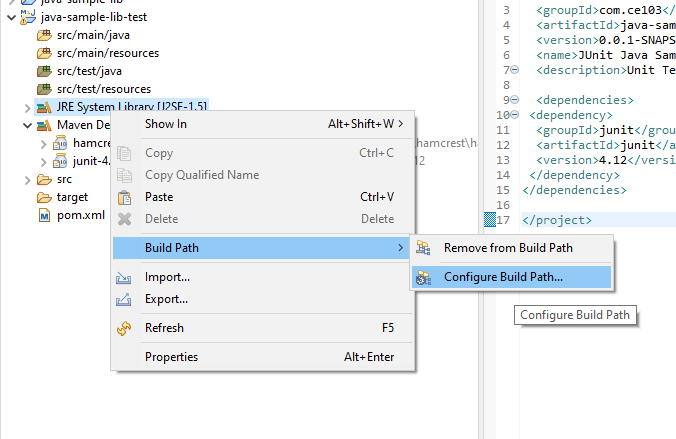 java-sample-lib
java-sample-lib-test
src/main/java
src/main/resources
src/test/java
src/test/resources
JRE System Library [J2SE-1.5]
Maven De
hamc
hamcrest\h
junit-4.
12
src
target
pom.xml
Show In Alt+Shift+W
Copy Ctrl+C
Copy Qualified Name
Paste Ctrl+V
Delete Delete
Build Path
Import...
Export...
Refresh F5
Properties Alt+Enter
Remove from Build Path
Configure Build Path...
Configure Build Path
3 <groupId>com.ce103</
4 <artifactId>java-sam
5 <version>0.0.1-SNAPS
6 <name>JUnit Java Sam
7 <description>Unit Te
8
9 <dependencies>
10 <dependency>
11 <groupId>junit</grou
12 <artifactId>junit</a
13 <version>4.12</versi
14 </dependency>
15 </dependencies>
16
17 </project>